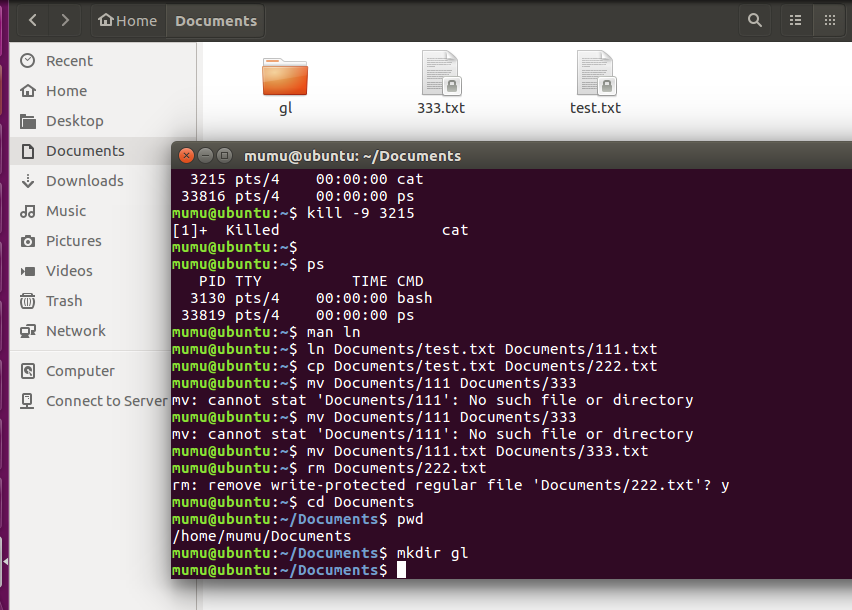 Home Documents
Recent
Home
Desktop
Documents
Downloads
Music
Pictures
Videos
Trash
Network
Computer
Connect to Server
gl 333.txt test.txt
mumu@ubuntu: ~/Documents
3215 pts/4 00:00:00 cat
33816 pts/4 00:00:00 ps
mumu@ubuntu:~$ kill -9 3215
[1]+ Killed cat
mumu@ubuntu:~$
mumu@ubuntu:~$ ps
PID TTY TIME CMD
3130 pts/4 00:00:00 bash
33819 pts/4 00:00:00 ps
mumu@ubuntu:~$ man ln
mumu@ubuntu:~$ ln Documents/test.txt Documents/111.txt
mumu@ubuntu:~$ cp Documents/test.txt Documents/222.txt
mumu@ubuntu:~$ mv Documents/111 Documents/333
mv: cannot stat 'Documents/111': No such file or directory
mumu@ubuntu:~$ mv Documents/111 Documents/333
mv: cannot stat 'Documents/111': No such file or directory
mumu@ubuntu:~$ mv Documents/111.txt Documents/333.txt
mumu@ubuntu:~$ rm Documents/222.txt
rm: remove write-protected regular file 'Documents/222.txt'? y
mumu@ubuntu:~$ cd Documents
mumu@ubuntu:~/Documents$ pwd
/home/mumu/Documents
mumu@ubuntu:~/Documents$ mkdir gl
mumu@ubuntu:~/Documents$